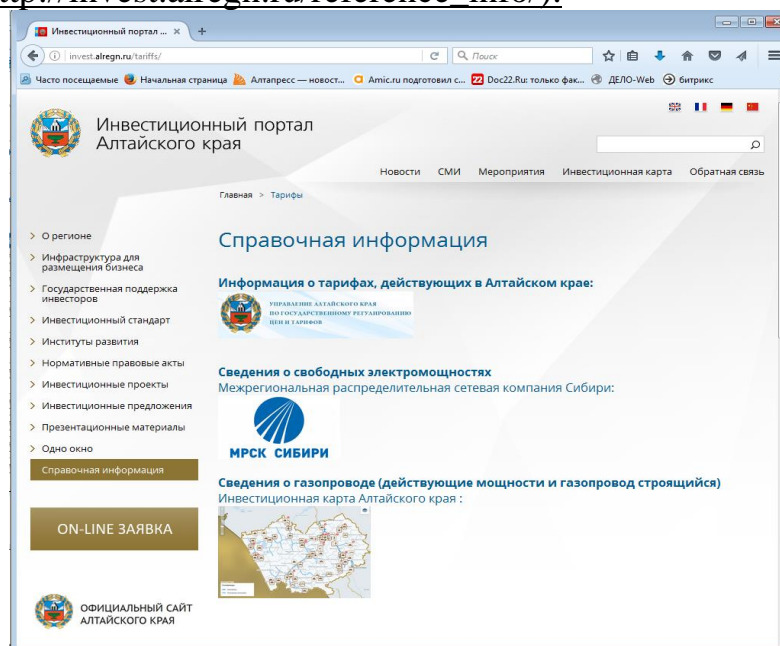 http://invest.alregn.ru/reference_info/).
Инвестиционный портал ... × +
invest.alregn.ru/tariffs/
Поиск
Часто посещаемые Начальная страница Алтапресс — новост... Amic.ru подготовил с... Doc22.Ru: только фак... ДЕЛО-Web битрикс
Инвестиционный портал
Алтайского края
Новости СМИ Мероприятия Инвестиционная карта Обратная связь
Главная > Тарифы
> О регионе
> Инфраструктура для
размещения бизнеса
> Государственная поддержка
инвесторов
> Инвестиционный стандарт
> Институты развития
> Нормативные правовые акты
> Инвестиционные проекты
> Инвестиционные предложения
> Презентационные материалы
> Одно окно
Справочная информация
ON-LINE ЗАЯВКА
ОФИЦИАЛЬНЫЙ САЙТ
АЛТАЙСКОГО КРАЯ
Справочная информация
Информация о тарифах, действующих в Алтайском крае:
УПРАВЛЕНИЕ АЛТАЙСКОГО КРАЯ
ПО ГОСУДАРСТВЕННОМУ РЕГУЛИРОВАНИЮ
ЦЕН И ТАРИФОВ
Сведения о свободных электромощностях
Межрегиональная распределительная сетевая компания Сибири:
МРСК СИБИРИ
Сведения о газопроводе (действующие мощности и газопровод строящийся)
Инвестиционная карта Алтайского края :